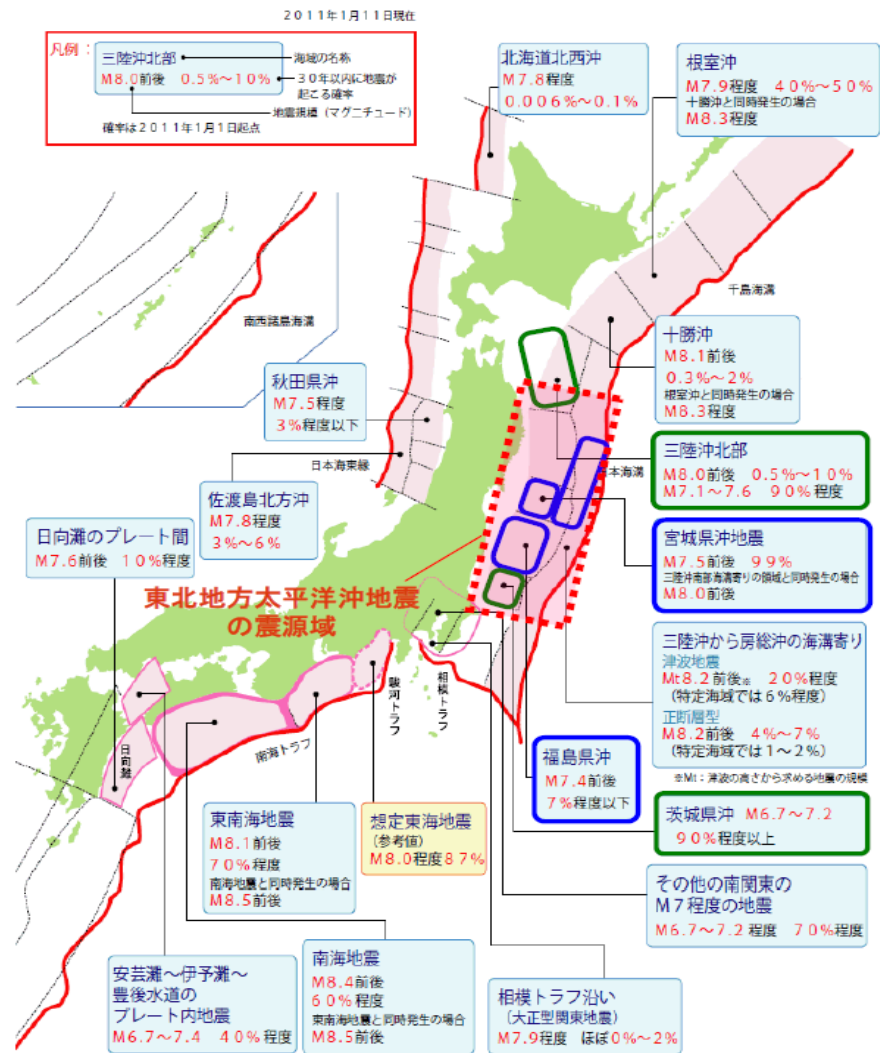 2011年1月11日現在
凡例：
三陸沖北部
海域の名称
M8.0前後 0.5%～10%
30年以内に地震が
起こる確率
地震規模（マグニチュード）
確率は2011年1月1日起点
北海道北西沖
M7.8程度
0.006%～0.1%
根室沖
M7.9程度 40%～50%
十勝沖と同時発生の場合
M8.3程度
千島海溝
南西諸島海溝
十勝沖
M8.1前後
0.3%～2%
根室沖と同時発生の場合
M8.3程度
秋田県沖
M7.5程度
3%程度以下
日本海東縁
本海溝
三陸沖北部
M8.0前後 0.5%～10%
M7.1～7.6 90%程度
佐渡島北方沖
M7.8程度
3%～6%
日向灘のプレート間
M7.6前後 10%程度
宮城県沖地震
M7.5前後 99%
三陸沖南部海溝寄りの領域と同時発生の場合
M8.0前後
東北地方太平洋沖地震
の震源域
三陸沖から房総沖の海溝寄り
津波地震
Mt8.2前後※ 20%程度
（特定海域では6%程度）
正断層型
M8.2前後 4%～7%
（特定海域では1～2%）
※Mt：津波の高さから求める地震の規模
駿河トラフ
相模トラフ
南海トラフ
日向灘
福島県沖
M7.4前後
7%程度以下
茨城県沖 M6.7～7.2
90%程度以上
東南海地震
M8.1前後
70%程度
南海地震と同時発生の場合
M8.5前後
想定東海地震
（参考値）
M8.0程度87%
その他の南関東の
M7程度の地震
M6.7～7.2程度 70%程度
安芸灘～伊予灘～
豊後水道の
プレート内地震
M6.7～7.4 40%程度
南海地震
M8.4前後
60%程度
東南海地震と同時発生の場合
M8.5前後
相模トラフ沿い
（大正型関東地震）
M7.9程度 ほぼ0%～2%